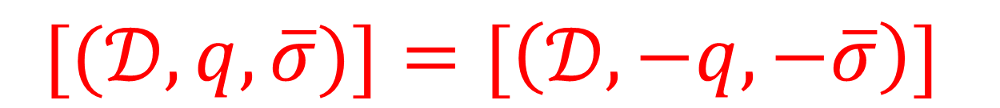 [(𝒟, q, σ̄)] = [(𝒟, −q, −σ̄)]